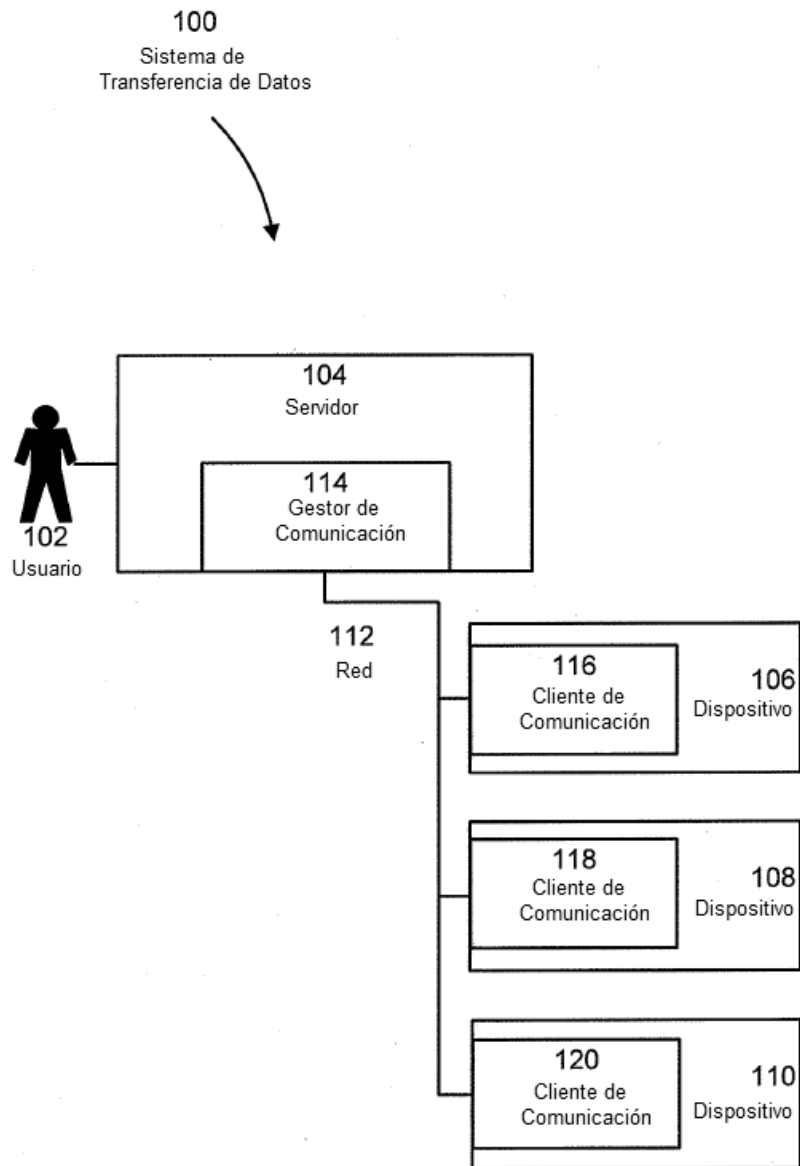 100
Sistema de
Transferencia de Datos
104
Servidor
114
Gestor de
Comunicación
102
Usuario
112
Red
116
Cliente de
Comunicación
106
Dispositivo
118
Cliente de
Comunicación
108
Dispositivo
120
Cliente de
Comunicación
110
Dispositivo